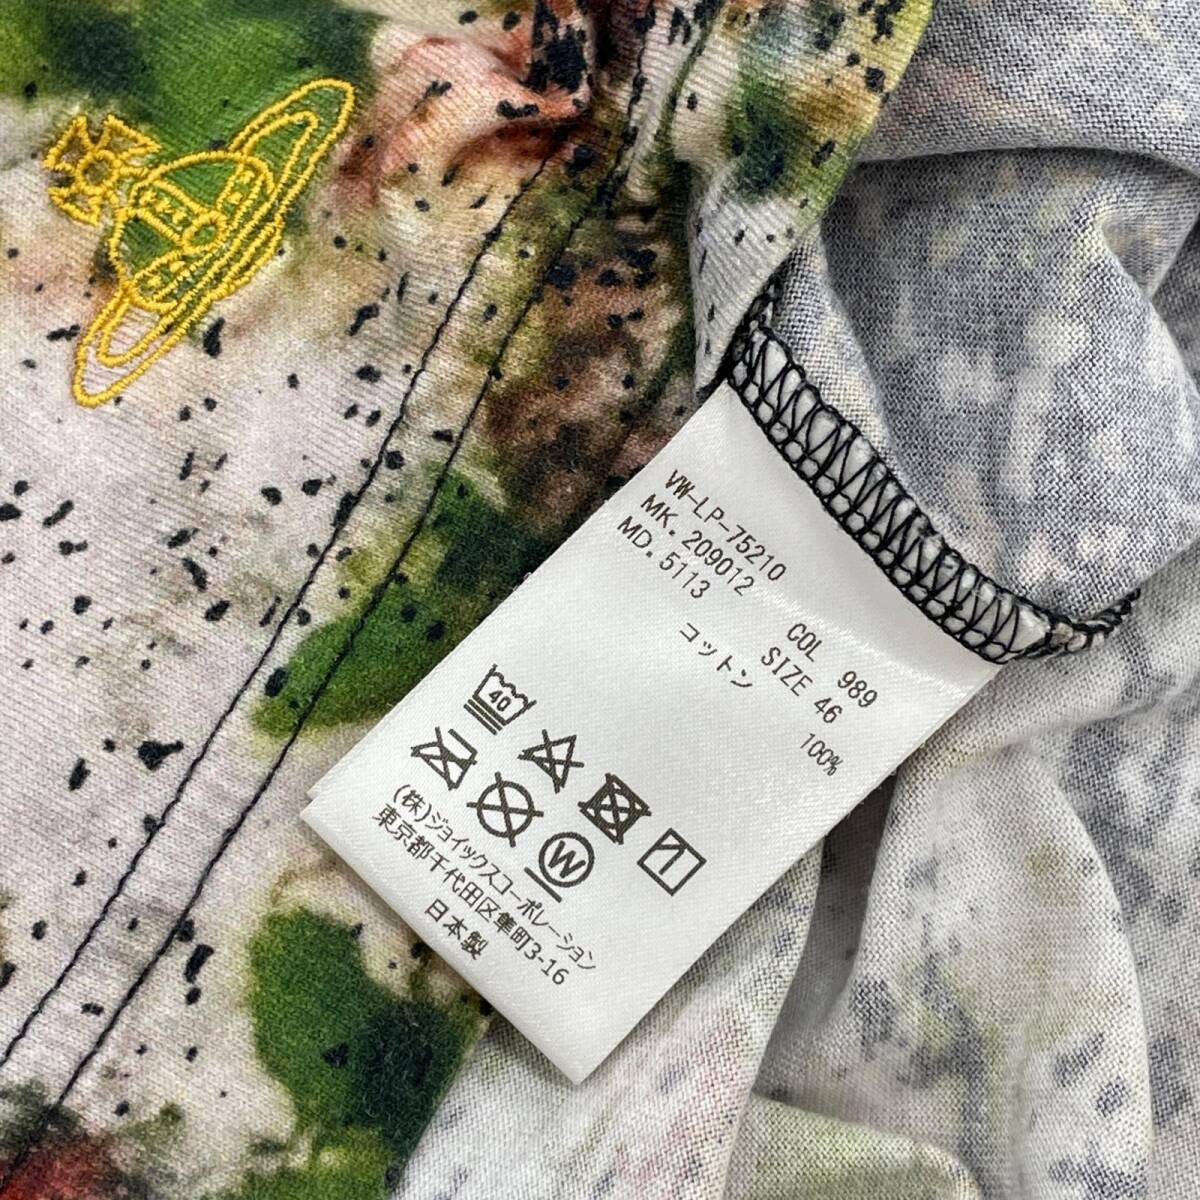 VW-LP-75210
MK. 209012 COL 989
MD. 5113 SIZE 46
コットン 100%
40
W
(株)ジョイックスコーポレーション
東京都千代田区隼町3-16
日本製